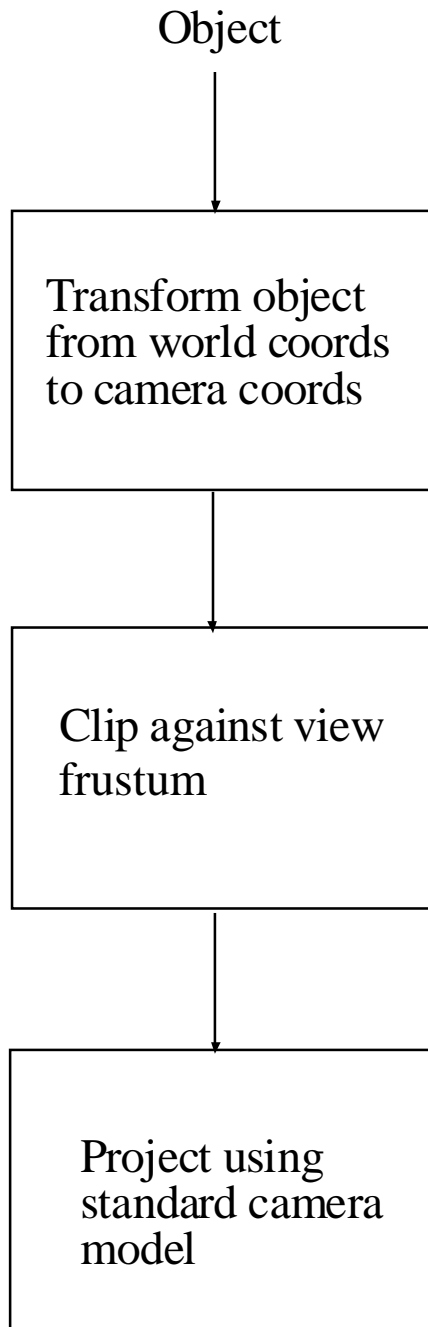 Object
Transform object
from world coords
to camera coords
Clip against view
frustum
Project using
standard camera
model